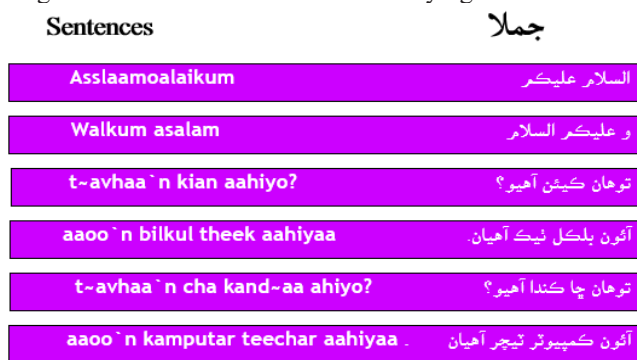 Sentences جملا
Asslaamoalaikum السلام عليڪم
Walkum asalam و عليڪم السلام
t~avhaa`n kian aahiyo? توهان ڪيئن آهيو؟
aaoo`n bilkul theek aahiyaa آئون بلڪل ٺيڪ آهيان.
t~avhaa`n cha kand~aa ahiyo? توهان ڇا ڪندا آهيو؟
aaoo`n kamputar teechar aahiyaa . آئون ڪمپيوٽر ٽيچر آهيان